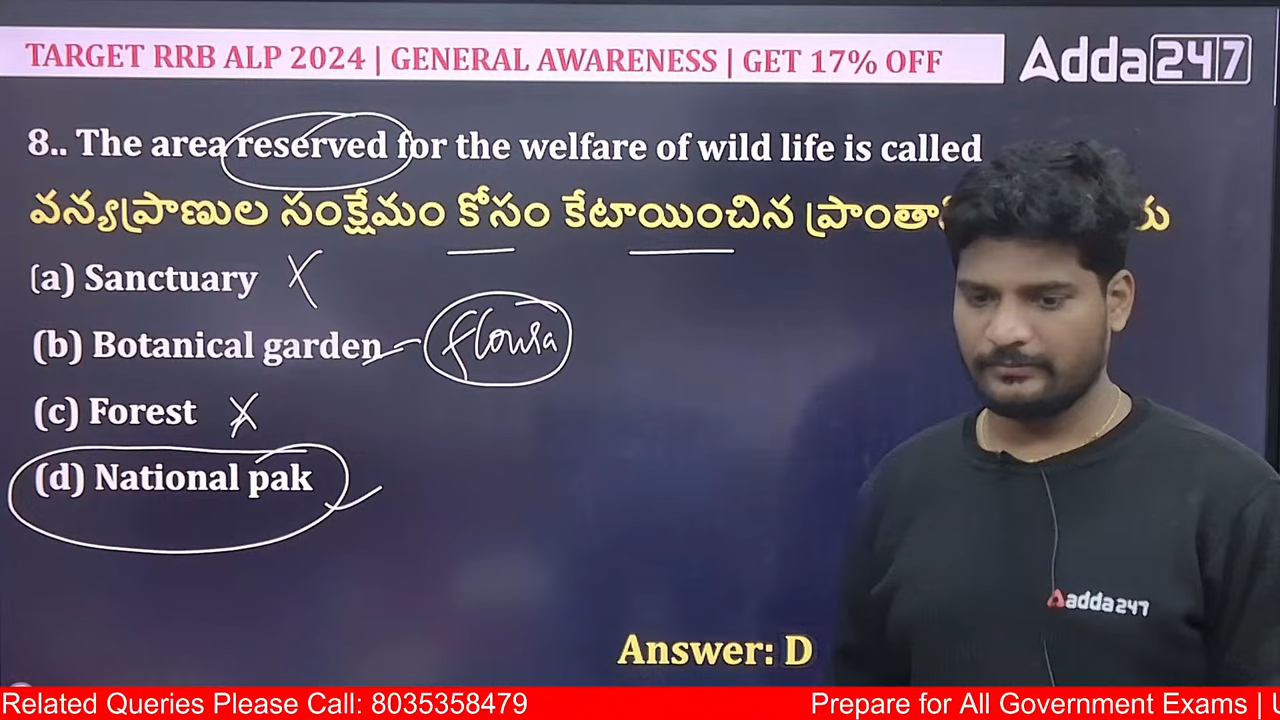 TARGET RRB ALP 2024 | GENERAL AWARENESS | GET 17% OFF
Adda247
8.. The area reserved for the welfare of wild life is called
వన్యప్రాణుల సంక్షేమం కోసం కేటాయించిన
(a) Sanctuary X
(b) Botanical garden
(c) Forest X
(d) National pak
Answer: D
adda247
Related Queries Please Call: 8035358479
Prepare for All Government Exams |